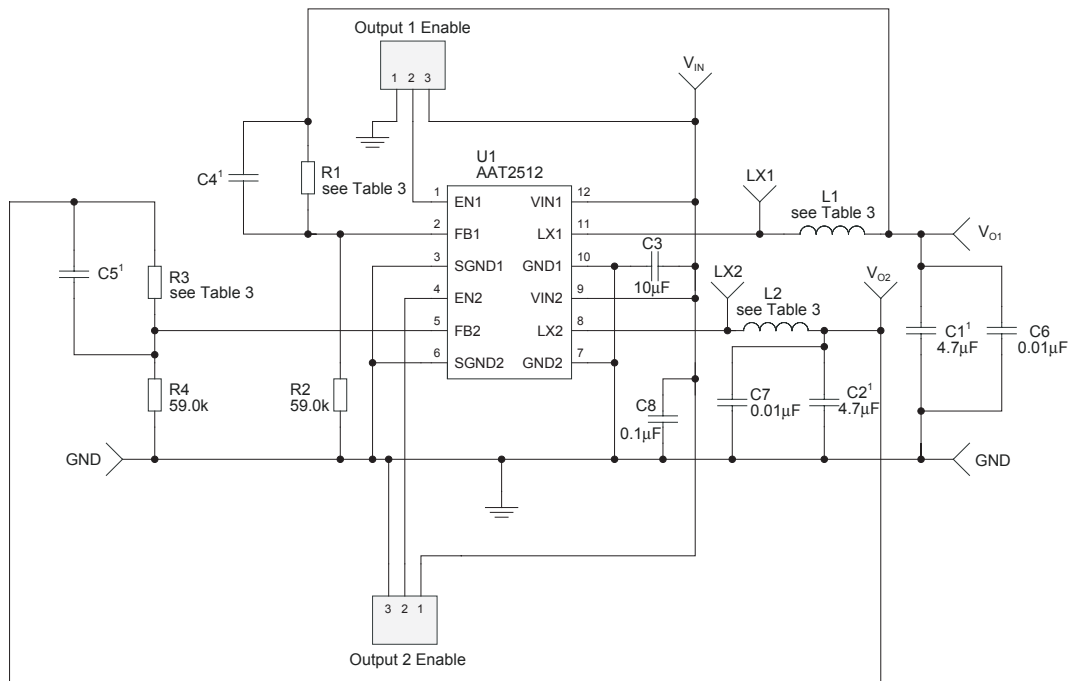 Output 1 Enable
1 2 3
V_IN
U1
AAT2512
C4¹
R1
see Table 3
1 EN1
2 FB1
3 SGND1
4 EN2
5 FB2
6 SGND2
VIN1 12
LX1 11
GND1 10
VIN2 9
LX2 8
GND2 7
LX1
L1
see Table 3
V_O1
C3
10μF
LX2
L2
see Table 3
V_O2
C5¹
R3
see Table 3
C1¹
4.7μF
C6
0.01μF
R4
59.0k
R2
59.0k
C8
0.1μF
C7
0.01μF
C2¹
4.7μF
GND
GND
3 2 1
Output 2 Enable